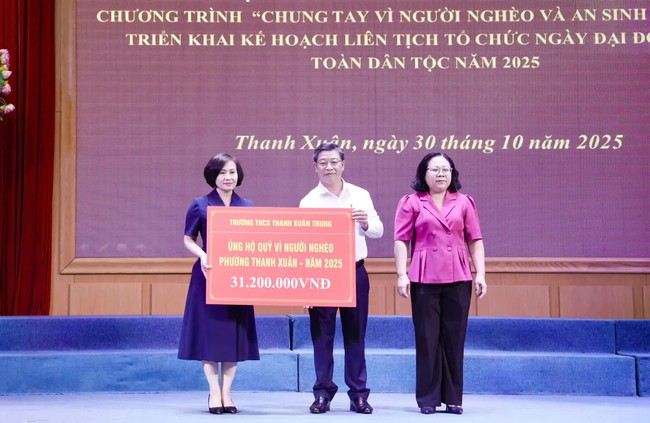 CHƯƠNG TRÌNH “CHUNG TAY VÌ NGƯỜI NGHÈO VÀ AN SINH
TRIỂN KHAI KẾ HOẠCH LIÊN TỊCH TỔ CHỨC NGÀY ĐẠI ĐO
TOÀN DÂN TỘC NĂM 2025
Thanh Xuân, ngày 30 tháng 10 năm 2025
TRƯỜNG THCS THANH XUÂN TRUNG
ỦNG HỘ QUỸ VÌ NGƯỜI NGHÈO
PHƯỜNG THANH XUÂN - NĂM 2025
31.200.000VNĐ